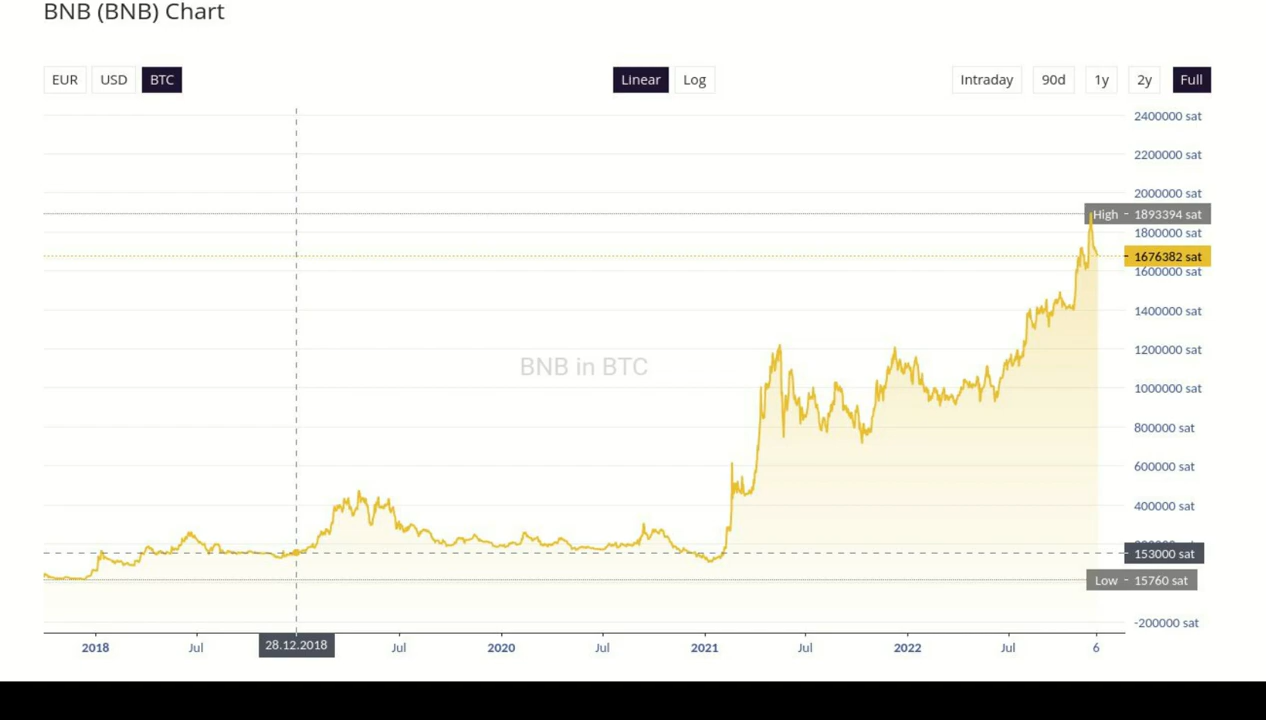 BNB (BNB) Chart
EUR USD BTC Linear Log Intraday 90d 1y 2y Full
2400000 sat
2200000 sat
2000000 sat
High - 1893394 sat
1800000 sat
1676382 sat
1600000 sat
1400000 sat
1200000 sat
BNB in BTC
1000000 sat
800000 sat
600000 sat
400000 sat
153000 sat
Low - 15760 sat
-200000 sat
2018 Jul 28.12.2018 Jul 2020 Jul 2021 Jul 2022 Jul 6